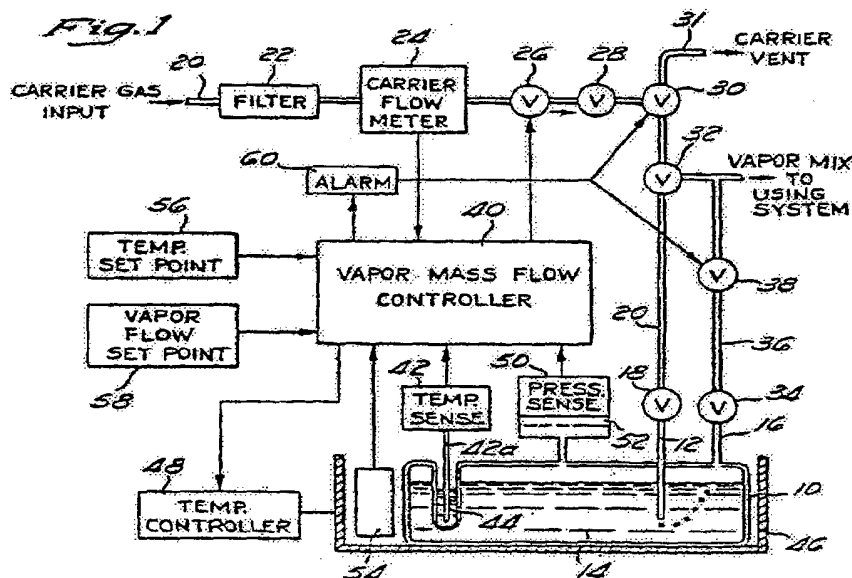 Fig. 1
31
CARRIER
VENT
24
26
28
30
20
22
CARRIER GAS
INPUT
FILTER
CARRIER
FLOW
METER
V
V
V
32
V
VAPOR MIX
TO
USING
SYSTEM
60
ALARM
40
56
TEMP.
SET POINT
VAPOR MASS FLOW
CONTROLLER
V
38
VAPOR
FLOW
SET POINT
58
20
36
42
50
18
TEMP.
SENSE
PRESS.
SENSE
V
V
34
52
16
42a
12
48
TEMP.
CONTROLLER
44
10
54
14
46